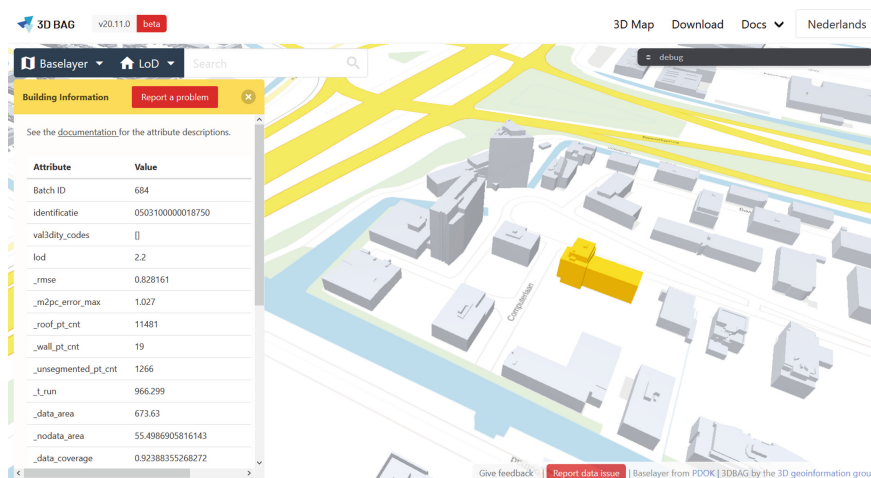 3D BAG v20.11.0 beta 3D Map Download Docs Nederlands
Baselayer LoD Search
debug
Building Information Report a problem
See the documentation for the attribute descriptions.
Attribute Value
Batch ID 684
identificatie 0503100000018750
val3dity_codes []
lod 2.2
_rmse 0.828161
_m2pc_error_max 1.027
_roof_pt_cnt 11481
_wall_pt_cnt 19
_unsegmented_pt_cnt 1266
_t_run 966.299
_data_area 673.63
_nodata_area 55.4986905816143
_data_coverage 0.92388355268272
Computerlaan
Give feedback | Report data issue | Baselayer from PDOK | 3DBAG by the 3D geoinformation grou